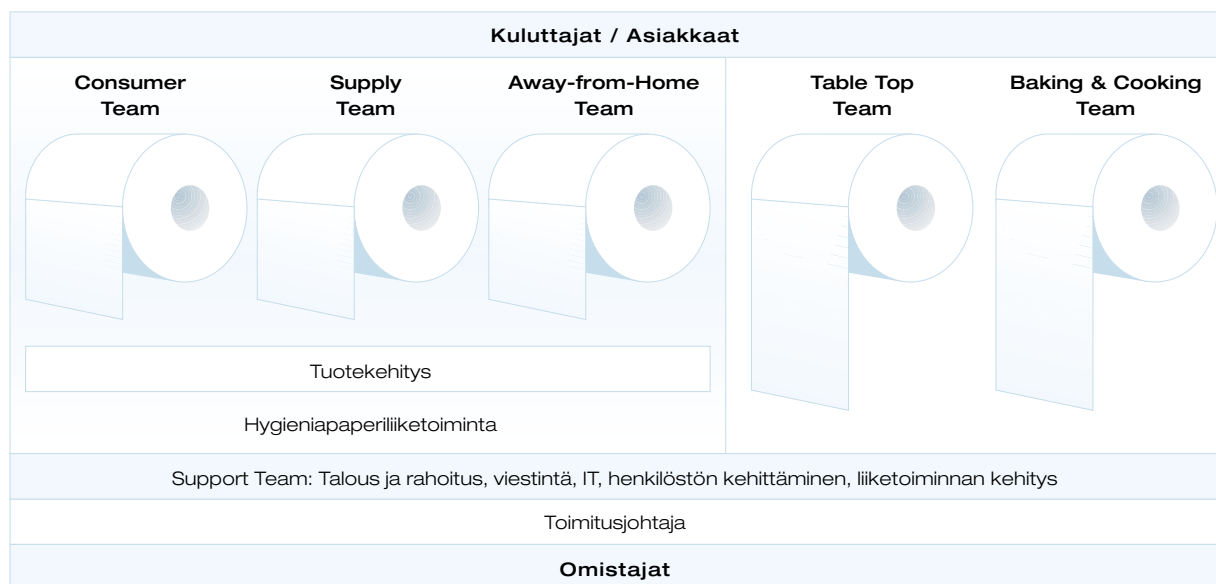 Kuluttajat / Asiakkaat
Consumer
Team
Supply
Team
Away-from-Home
Team
Table Top
Team
Baking & Cooking
Team
Tuotekehitys
Hygieniapaperiliiketoiminta
Support Team: Talous ja rahoitus, viestintä, IT, henkilöstön kehittäminen, liiketoiminnan kehitys
Toimitusjohtaja
Omistajat